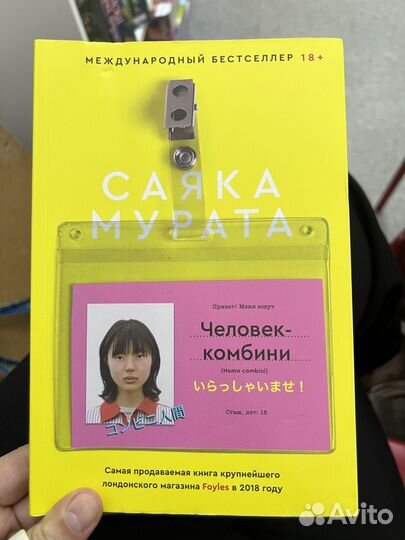 МЕЖДУНАРОДНЫЙ БЕСТСЕЛЛЕР 18+
САЯКА
МУРАТА
Привет! Меня зовут
Человек-
комбини
(Homo combini)
いらっしゃいませ！
コンビニ人間
Стаж, лет: 18
Самая продаваемая книга крупнейшего
лондонского магазина Foyles в 2018 году
Avito